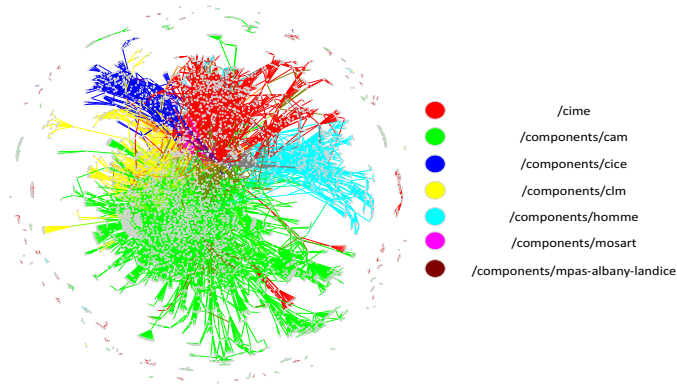 /cime
/components/cam
/components/cice
/components/clm
/components/homme
/components/mosart
/components/mpas-albany-landice